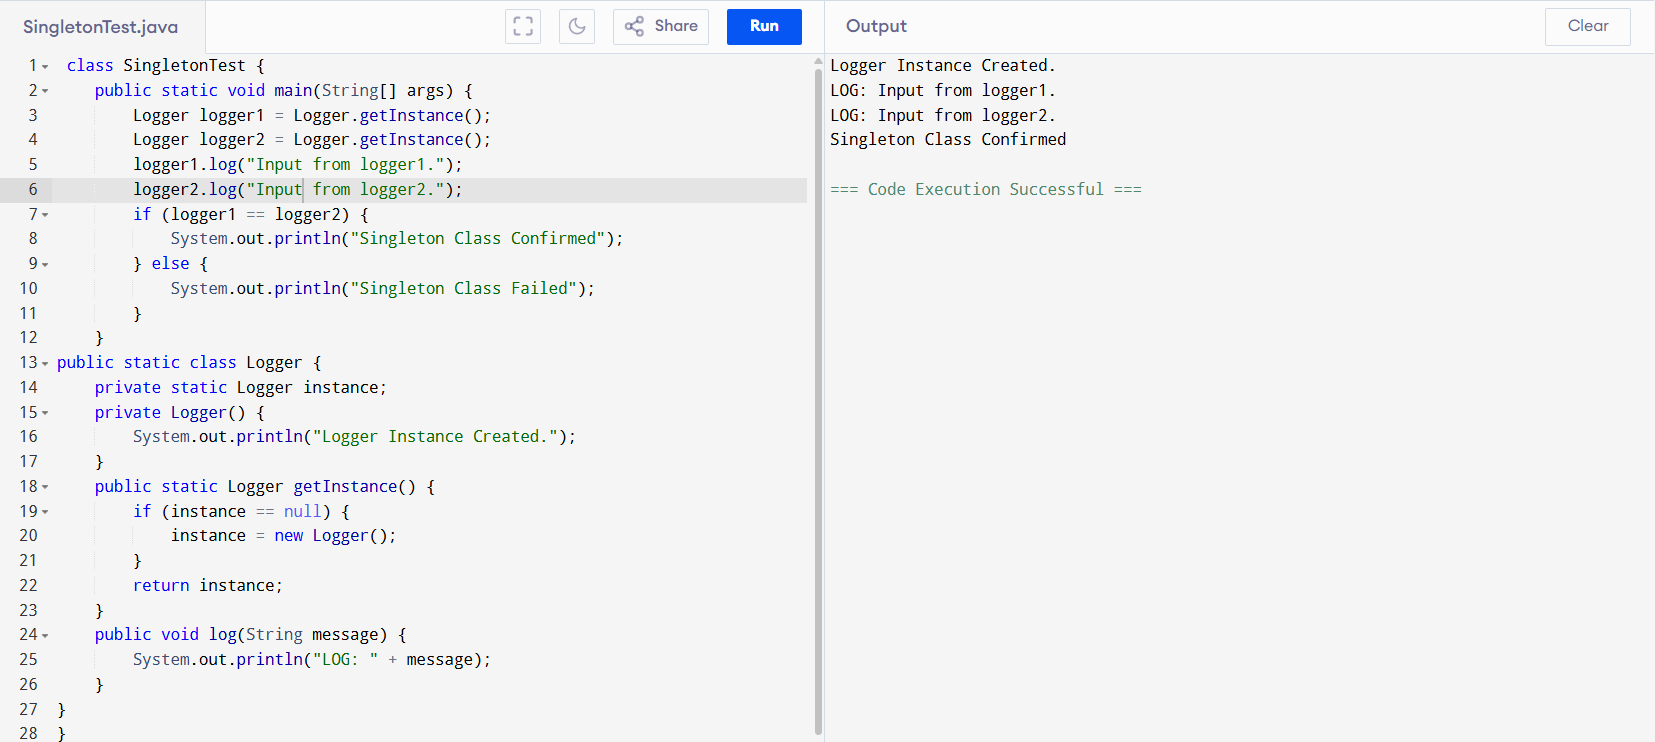 SingletonTest.java
Share
Run
Output
Clear
1 class SingletonTest {
2     public static void main(String[] args) {
3         Logger logger1 = Logger.getInstance();
4         Logger logger2 = Logger.getInstance();
5         logger1.log("Input from logger1.");
6         logger2.log("Input from logger2.");
7         if (logger1 == logger2) {
8             System.out.println("Singleton Class Confirmed");
9         } else {
10             System.out.println("Singleton Class Failed");
11         }
12     }
13 public static class Logger {
14     private static Logger instance;
15     private Logger() {
16         System.out.println("Logger Instance Created.");
17     }
18     public static Logger getInstance() {
19         if (instance == null) {
20             instance = new Logger();
21         }
22         return instance;
23     }
24     public void log(String message) {
25         System.out.println("LOG: " + message);
26     }
27 }
28 }
Logger Instance Created.
LOG: Input from logger1.
LOG: Input from logger2.
Singleton Class Confirmed
=== Code Execution Successful ===